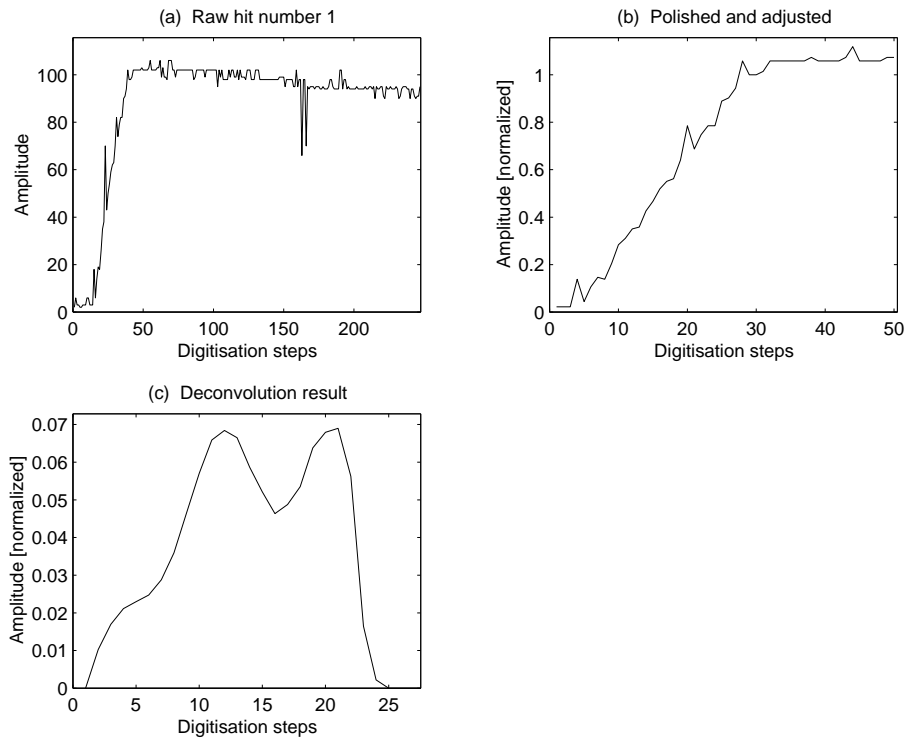 (a) Raw hit number 1
Amplitude
100
80
60
40
20
0
0 50 100 150 200
Digitisation steps
(b) Polished and adjusted
Amplitude [normalized]
1
0.8
0.6
0.4
0.2
0
0 10 20 30 40 50
Digitisation steps
(c) Deconvolution result
Amplitude [normalized]
0.07
0.06
0.05
0.04
0.03
0.02
0.01
0
0 5 10 15 20 25
Digitisation steps